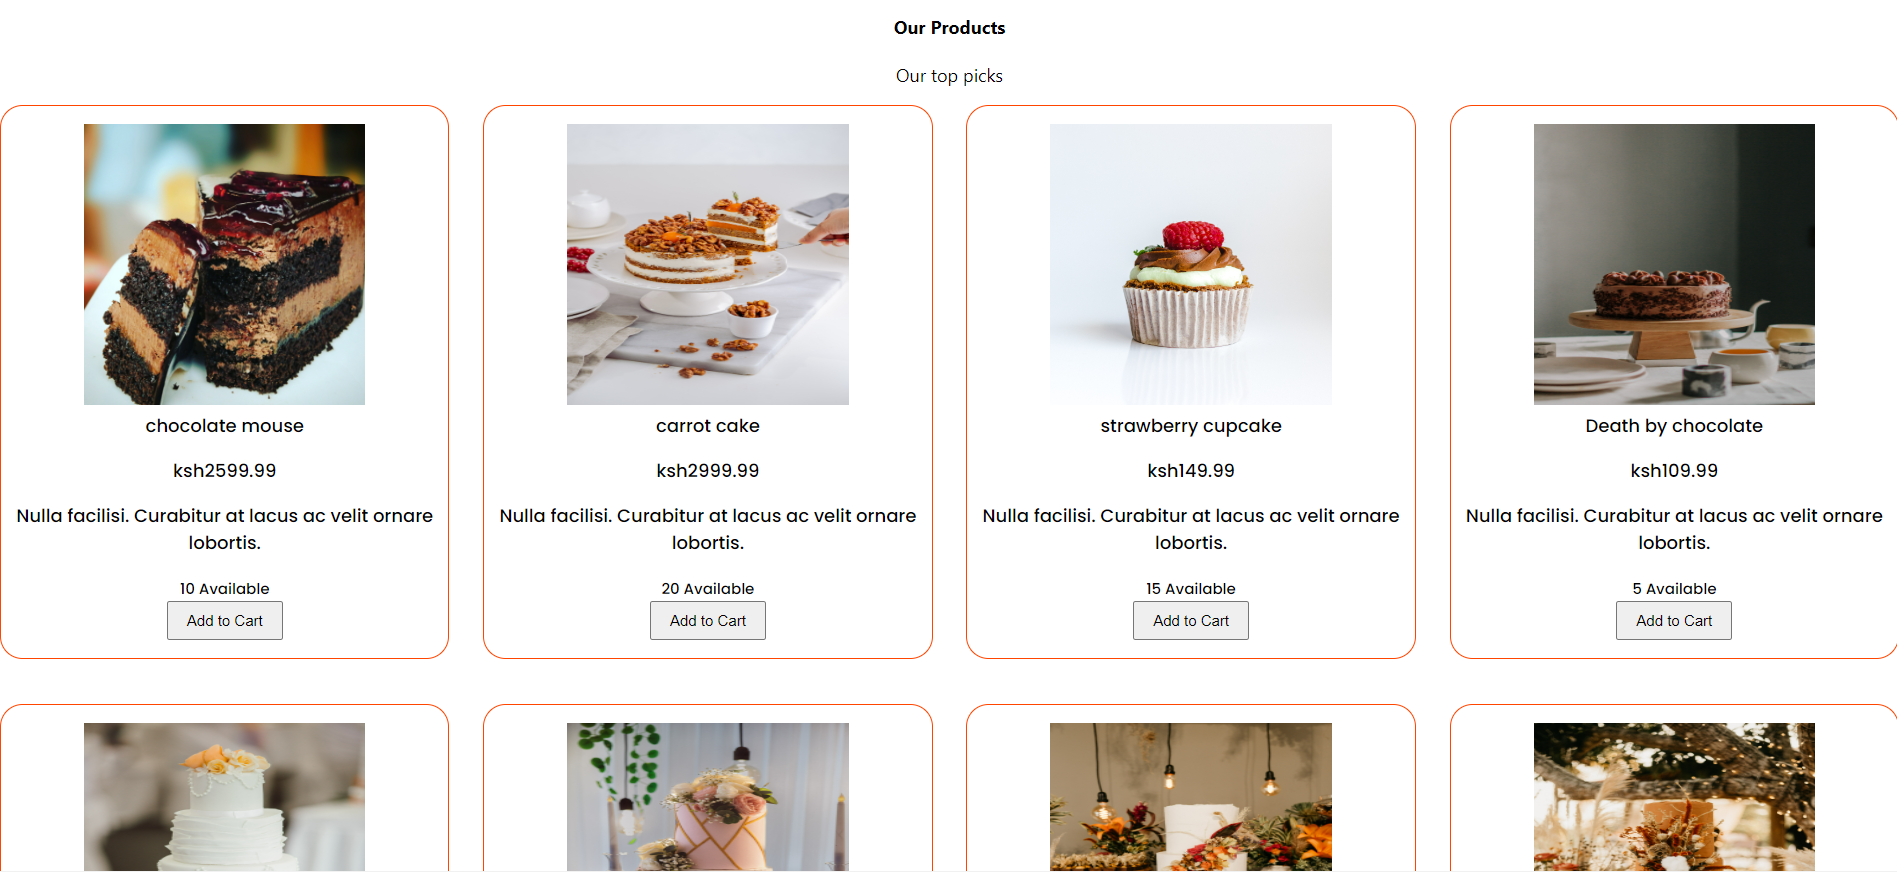 Our Products
Our top picks
chocolate mouse
ksh2599.99
Nulla facilisi. Curabitur at lacus ac velit ornare
lobortis.
10 Available
Add to Cart
carrot cake
ksh2999.99
Nulla facilisi. Curabitur at lacus ac velit ornare
lobortis.
20 Available
Add to Cart
strawberry cupcake
ksh149.99
Nulla facilisi. Curabitur at lacus ac velit ornare
lobortis.
15 Available
Add to Cart
Death by chocolate
ksh109.99
Nulla facilisi. Curabitur at lacus ac velit ornare
lobortis.
5 Available
Add to Cart